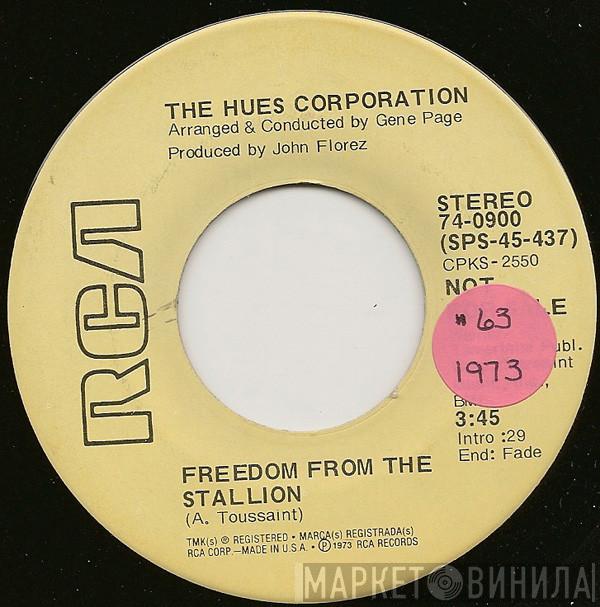 THE HUES CORPORATION
Arranged & Conducted by Gene Page
Produced by John Florez
RCA
STEREO
74-0900
(SPS-45-437)
CPKS-2550
NOT
# 63
1973
3:45
Intro :29
End: Fade
FREEDOM FROM THE
STALLION
(A. Toussaint)
TMK(s) ® REGISTERED • MARCA(s) REGISTRADA(s)
RCA CORP.—MADE IN U.S.A. • Ⓟ 1973 RCA RECORDS
МАРКЕТ ВИНИЛА